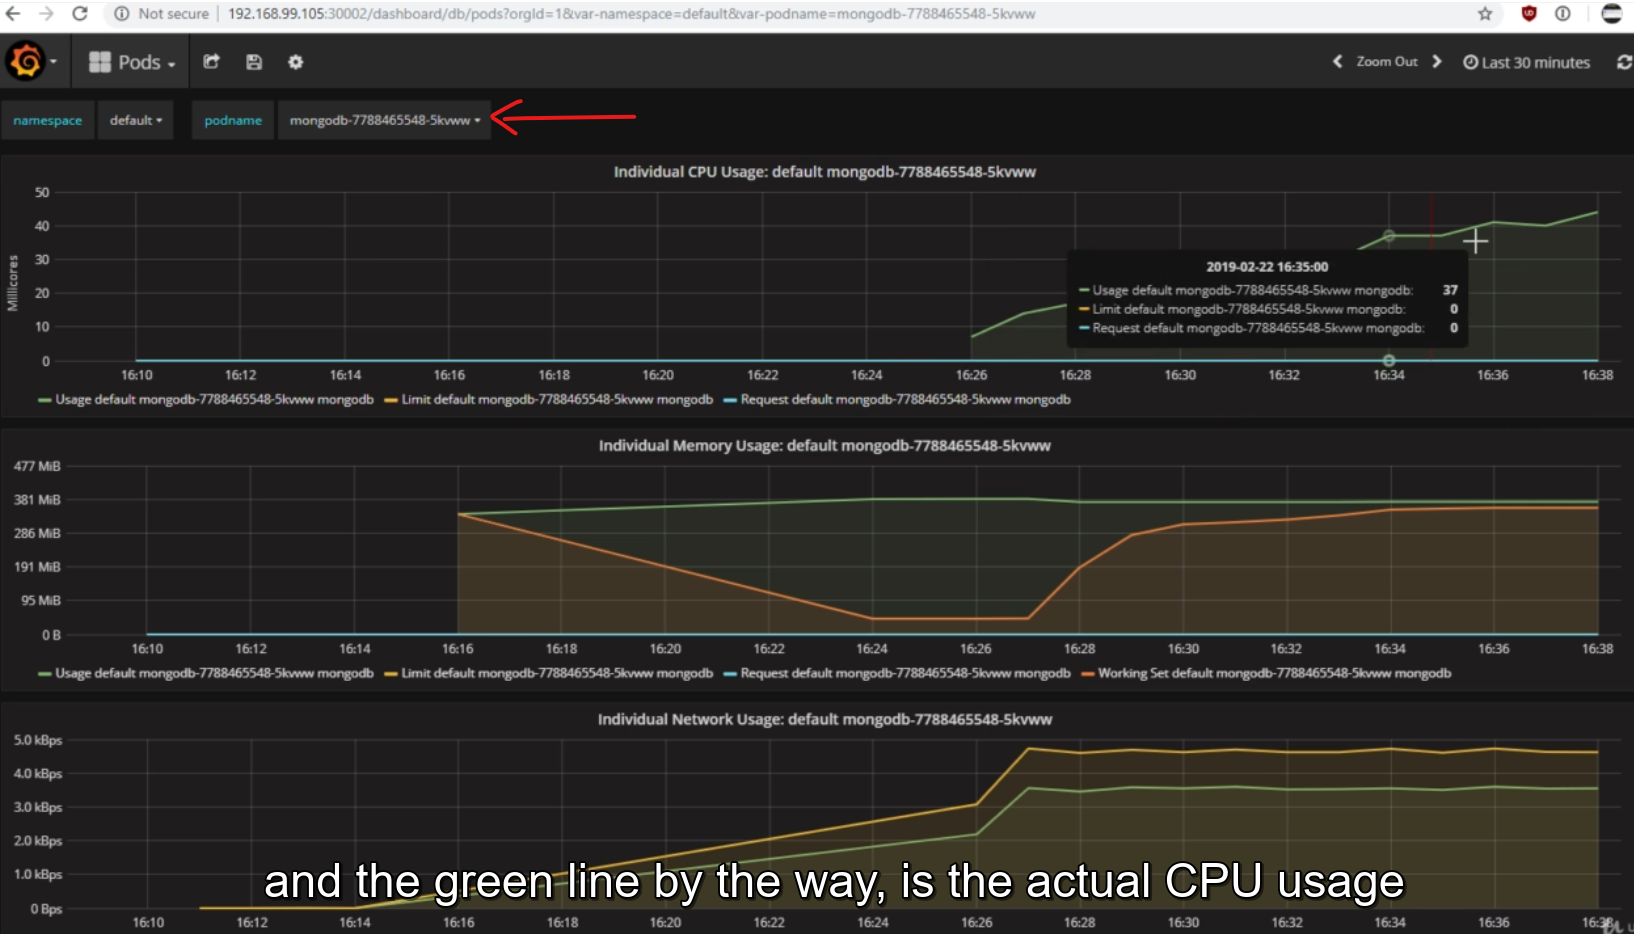 Not secure | 192.168.99.105:30002/dashboard/db/pods?orgId=1&var-namespace=default&var-podname=mongodb-7788465548-5kvww
Pods
Zoom Out
Last 30 minutes
namespace
default
podname
mongodb-7788465548-5kvww
Individual CPU Usage: default mongodb-7788465548-5kvww
Millicores
50
40
30
20
10
0
2019-02-22 16:35:00
Usage default mongodb-7788465548-5kvww mongodb: 37
Limit default mongodb-7788465548-5kvww mongodb: 0
Request default mongodb-7788465548-5kvww mongodb: 0
16:10 16:12 16:14 16:16 16:18 16:20 16:22 16:24 16:26 16:28 16:30 16:32 16:34 16:36 16:38
Usage default mongodb-7788465548-5kvww mongodb Limit default mongodb-7788465548-5kvww mongodb Request default mongodb-7788465548-5kvww mongodb
Individual Memory Usage: default mongodb-7788465548-5kvww
477 MiB
381 MiB
286 MiB
191 MiB
95 MiB
0 B
16:10 16:12 16:14 16:16 16:18 16:20 16:22 16:24 16:26 16:28 16:30 16:32 16:34 16:36 16:38
Usage default mongodb-7788465548-5kvww mongodb Limit default mongodb-7788465548-5kvww mongodb Request default mongodb-7788465548-5kvww mongodb Working Set default mongodb-7788465548-5kvww mongodb
Individual Network Usage: default mongodb-7788465548-5kvww
5.0 kBps
4.0 kBps
3.0 kBps
2.0 kBps
1.0 kBps
0 Bps
and the green line by the way, is the actual CPU usage
16:10 16:12 16:14 16:16 16:18 16:20 16:22 16:24 16:26 16:28 16:30 16:32 16:34 16:36